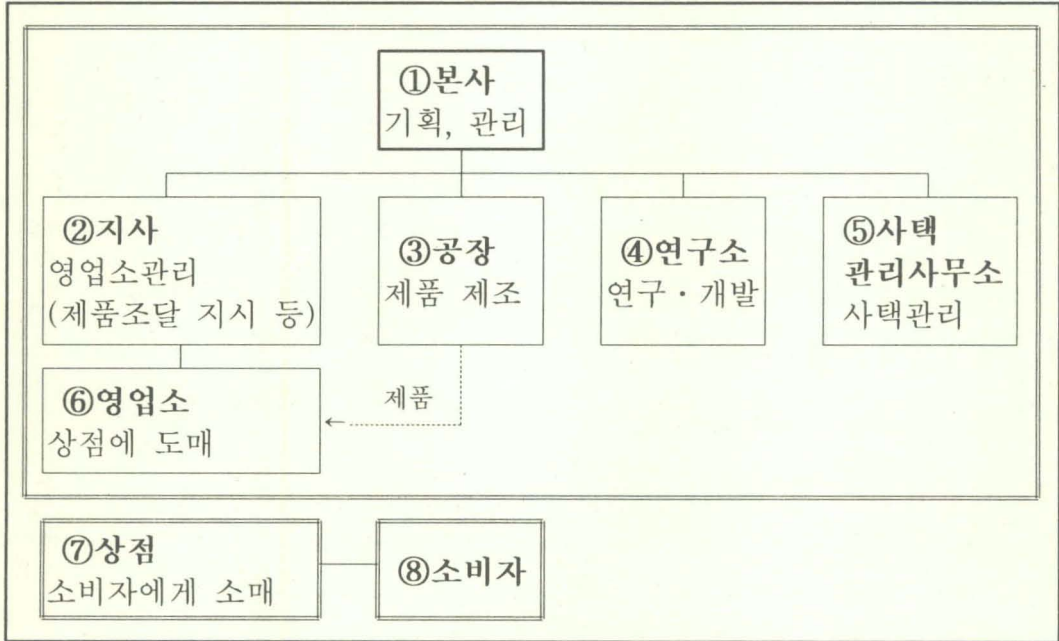 ①본사
기획, 관리
②지사
영업소관리
(제품조달 지시 등)
③공장
제품 제조
④연구소
연구·개발
⑤사택
관리사무소
사택관리
⑥영업소
상점에 도매
제품
←
⑦상점
소비자에게 소매
⑧소비자